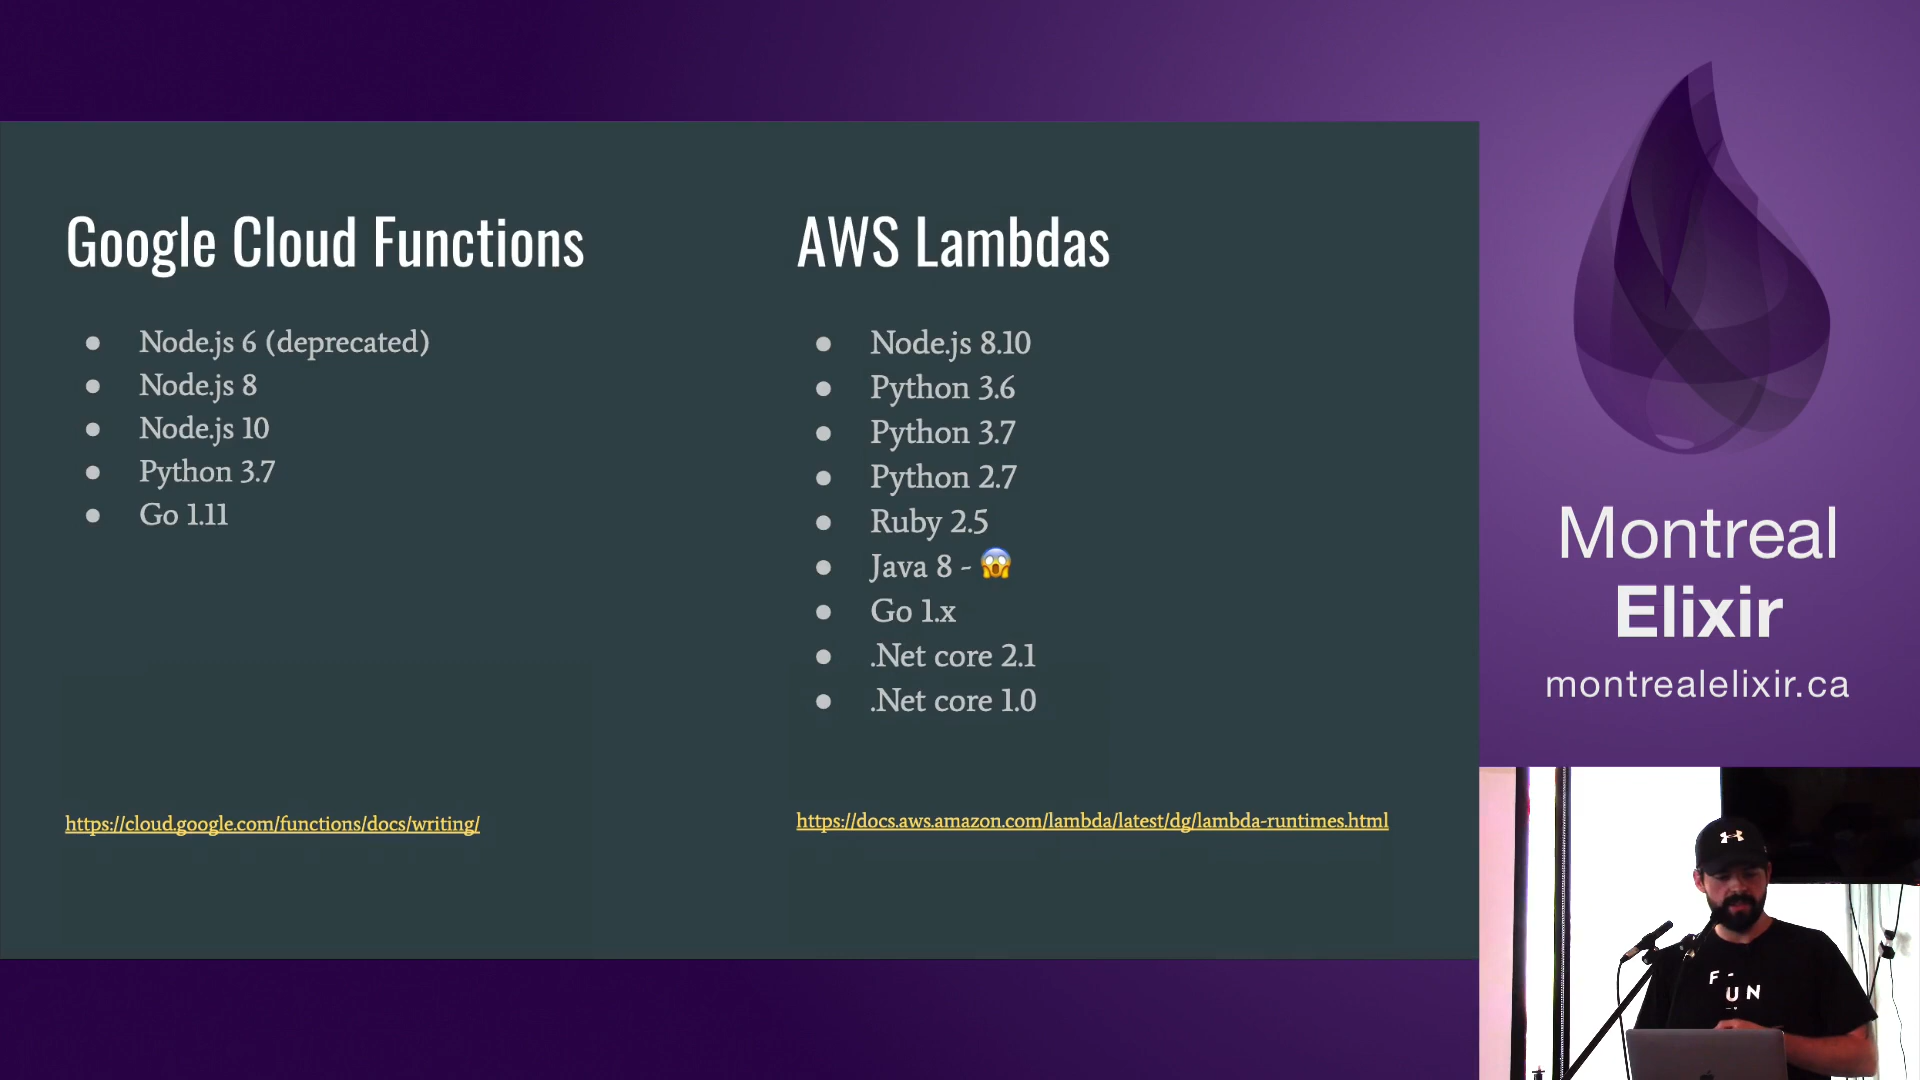 Google Cloud Functions
Node.js 6 (deprecated)
Node.js 8
Node.js 10
Python 3.7
Go 1.11
https://cloud.google.com/functions/docs/writing/
AWS Lambdas
Node.js 8.10
Python 3.6
Python 3.7
Python 2.7
Ruby 2.5
Java 8 - 😱
Go 1.x
.Net core 2.1
.Net core 1.0
https://docs.aws.amazon.com/lambda/latest/dg/lambda-runtimes.html
Montreal
Elixir
montrealelixir.ca
F
UN